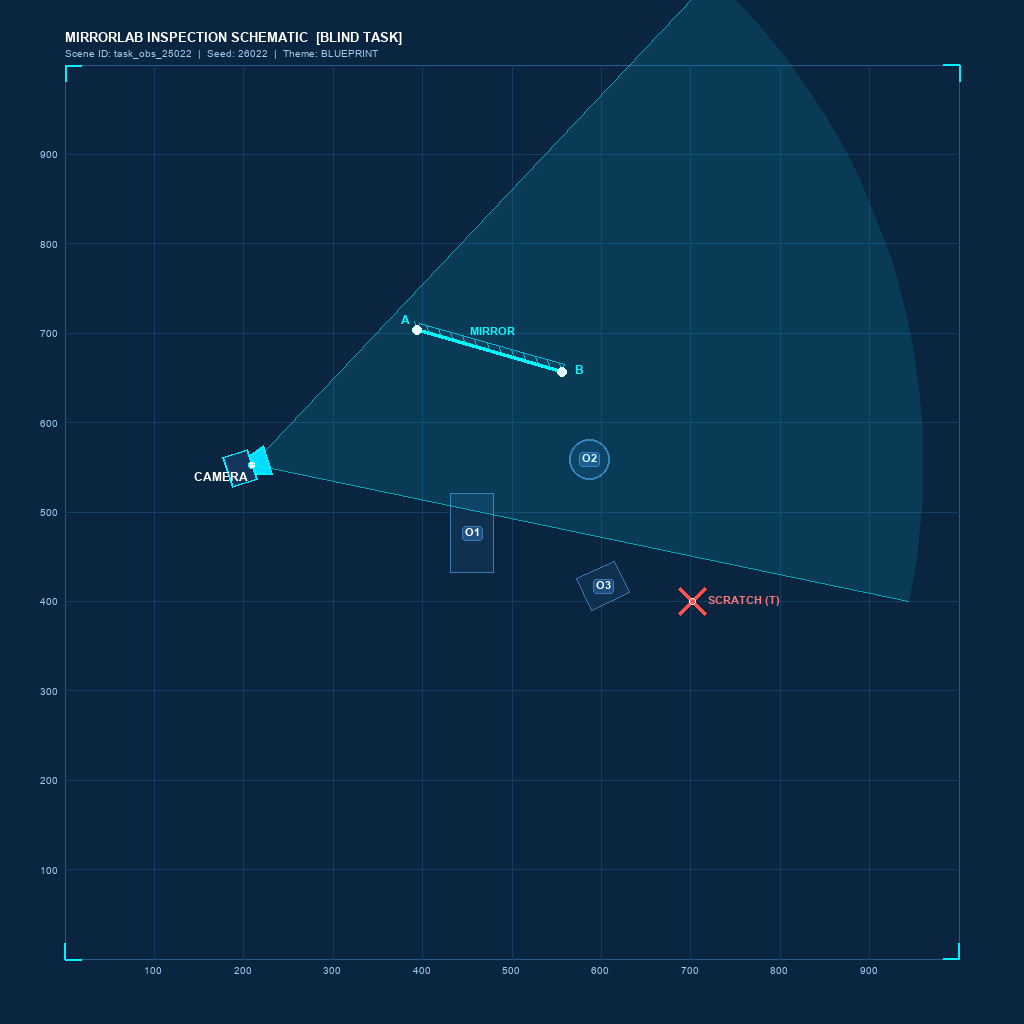 MIRRORLAB INSPECTION SCHEMATIC  [BLIND TASK]
Scene ID: task_obs_25022  |  Seed: 26022  |  Theme: BLUEPRINT
900
800
A
MIRROR
700
B
600
O2
CAMERA
500
O1
O3
400
SCRATCH (T)
300
200
100
100 200 300 400 500 600 700 800 900